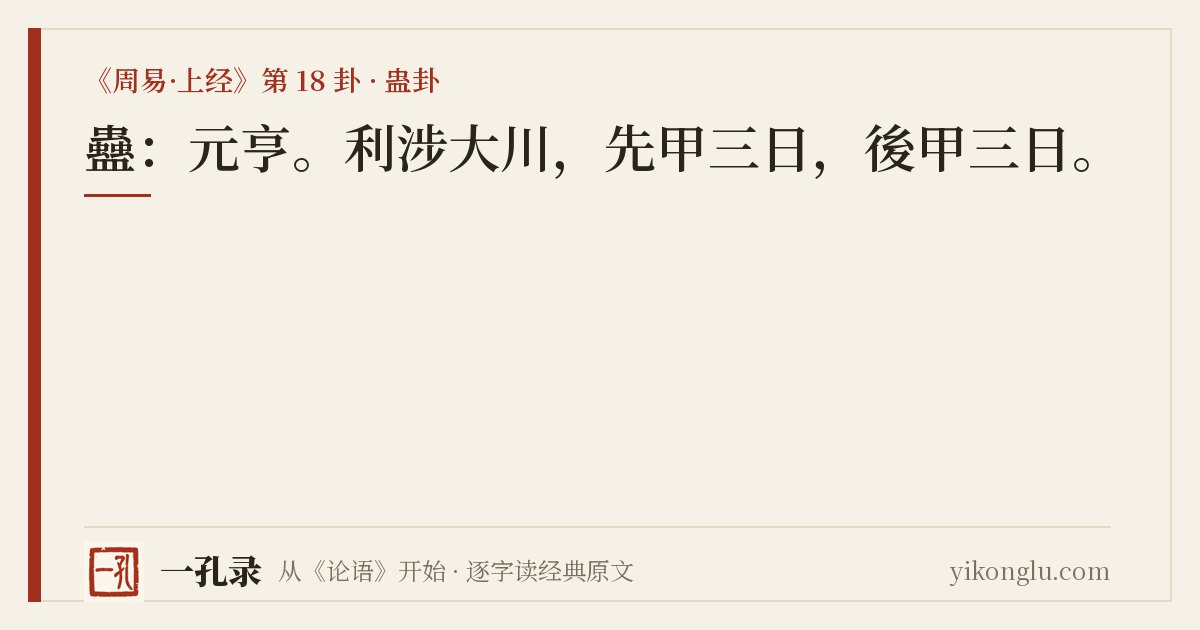 《周易·上经》第 18 卦 · 蛊卦
蠱：元亨。利涉大川，先甲三日，後甲三日。
一孔
一孔录 从《论语》开始 · 逐字读经典原文 yikonglu.com